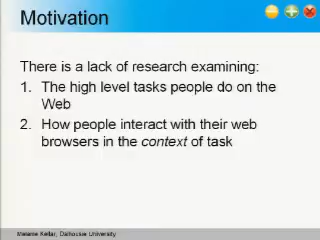 Motivation
There is a lack of research examining:
1. The high level tasks people do on the
Web
2. How people interact with their web
browsers in the context of task
Melanie Kellar, Dalhousie University